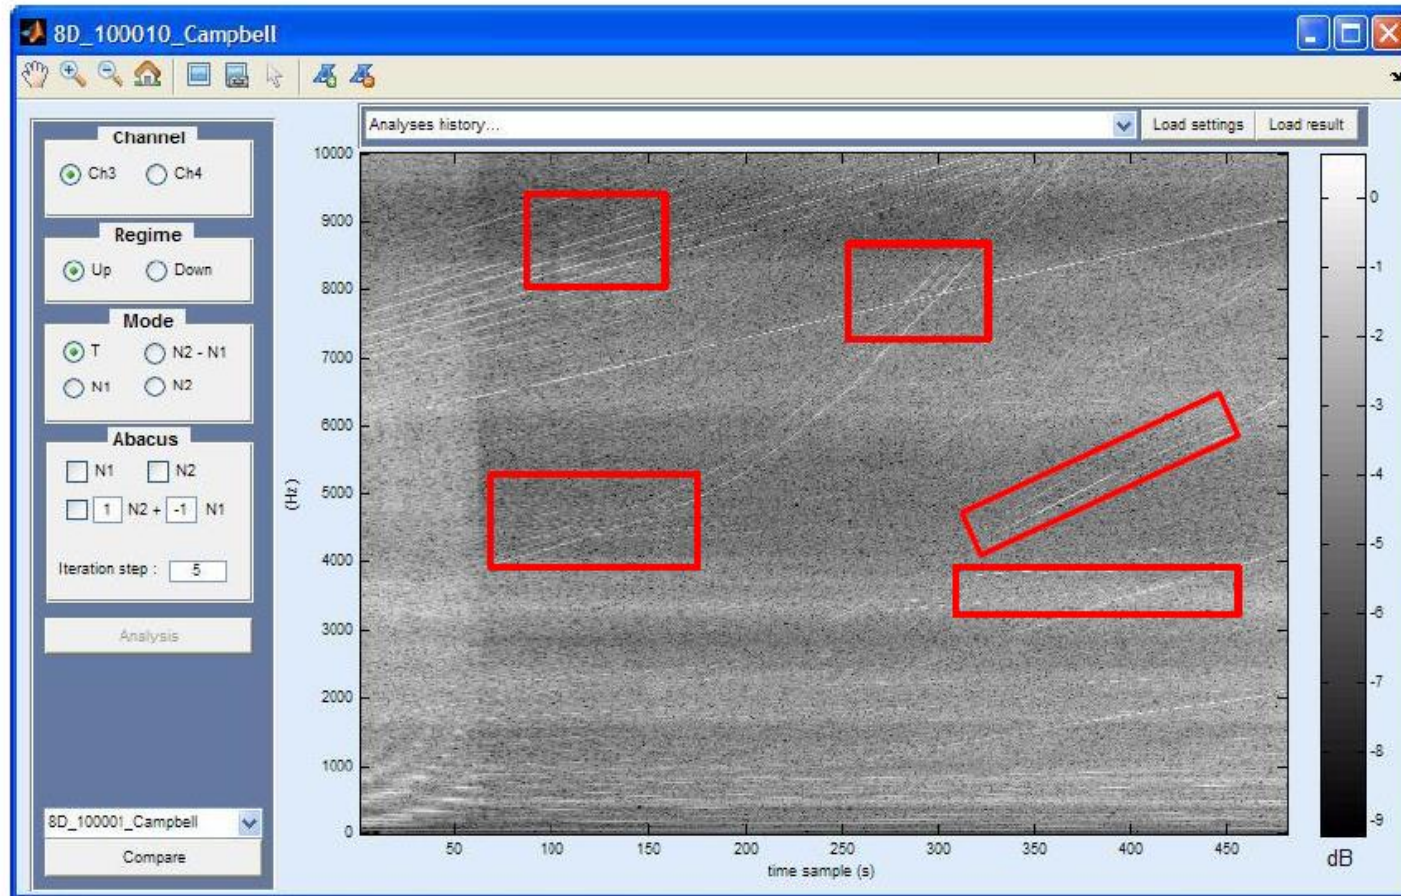 8D_100010_Campbell
Analyses history...
Load settings
Load result
Channel
Ch3
Ch4
Regime
Up
Down
Mode
T
N2 - N1
N1
N2
Abacus
N1
N2
1 N2 + -1 N1
Iteration step : 5
Analysis
8D_100001_Campbell
Compare
10000
9000
8000
7000
6000
5000
4000
3000
2000
1000
0
(Hz)
50 100 150 200 250 300 350 400 450
time sample (s)
0
-1
-2
-3
-4
-5
-6
-7
-8
-9
dB